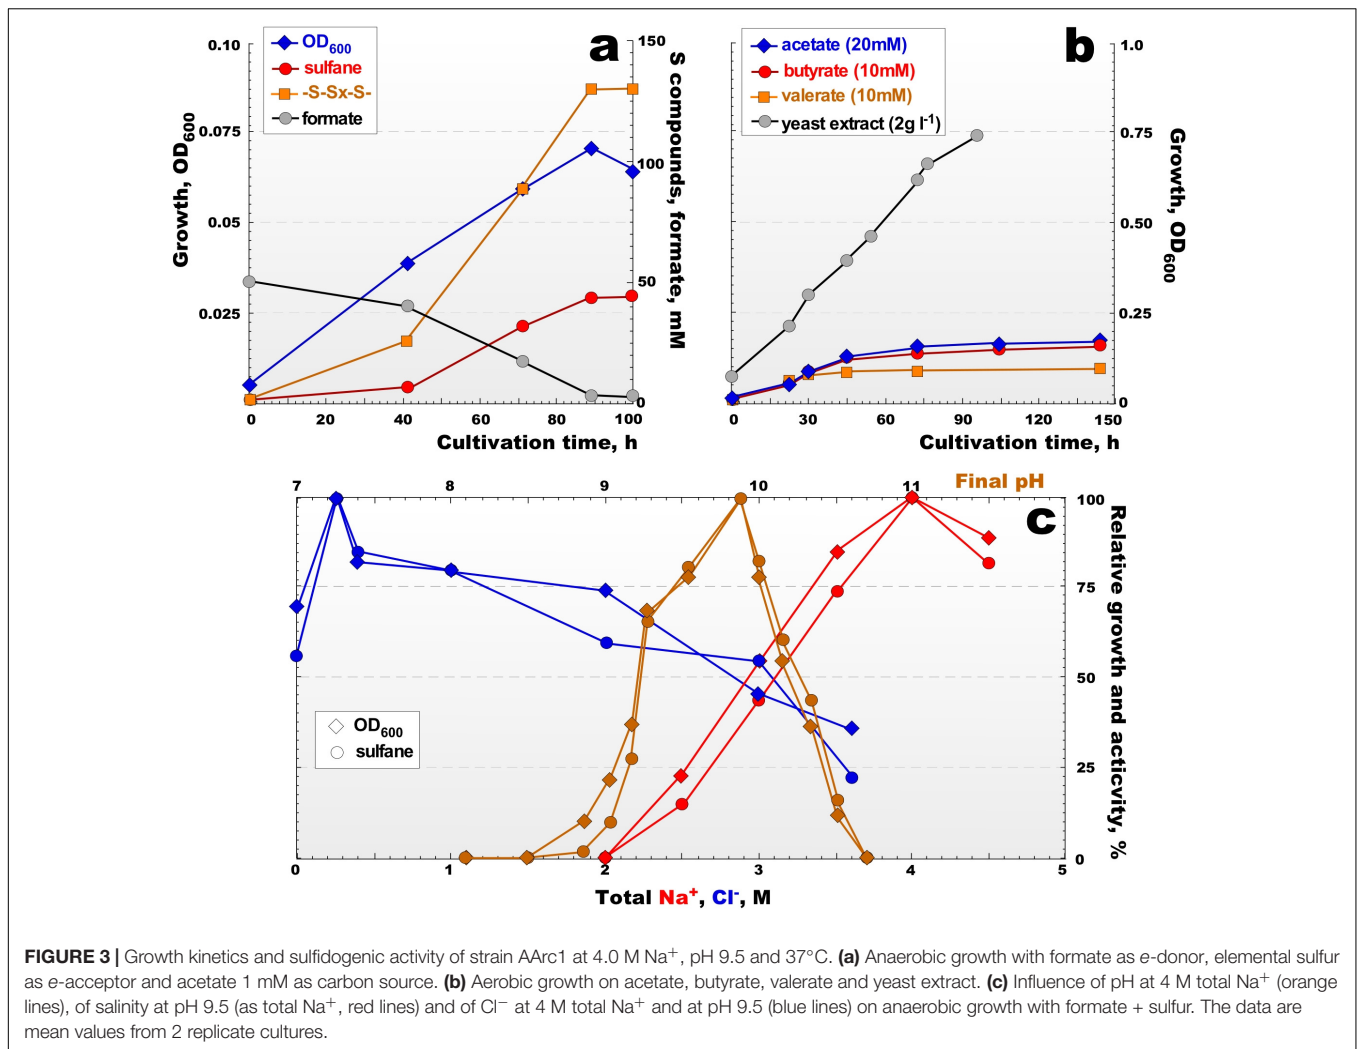 a
OD600
sulfane
-S-Sx-S-
formate
0.10
0.075
0.05
0.025
Growth, OD600
150
100
50
0
S compounds, formate, mM
0 20 40 60 80 100
Cultivation time, h
b
acetate (20mM)
butyrate (10mM)
valerate (10mM)
yeast extract (2g l-1)
1.0
0.75
0.50
0.25
0
Growth, OD600
0 30 60 90 120 150
Cultivation time, h
7 8 9 10 11 Final pH
c
100
75
50
25
0
Relative growth and acticvity, %
OD600
sulfane
0 1 2 3 4 5
Total Na+, Cl-, M
FIGURE 3 | Growth kinetics and sulfidogenic activity of strain AArc1 at 4.0 M Na+, pH 9.5 and 37°C. (a) Anaerobic growth with formate as e-donor, elemental sulfur
as e-acceptor and acetate 1 mM as carbon source. (b) Aerobic growth on acetate, butyrate, valerate and yeast extract. (c) Influence of pH at 4 M total Na+ (orange
lines), of salinity at pH 9.5 (as total Na+, red lines) and of Cl− at 4 M total Na+ and at pH 9.5 (blue lines) on anaerobic growth with formate + sulfur. The data are
mean values from 2 replicate cultures.